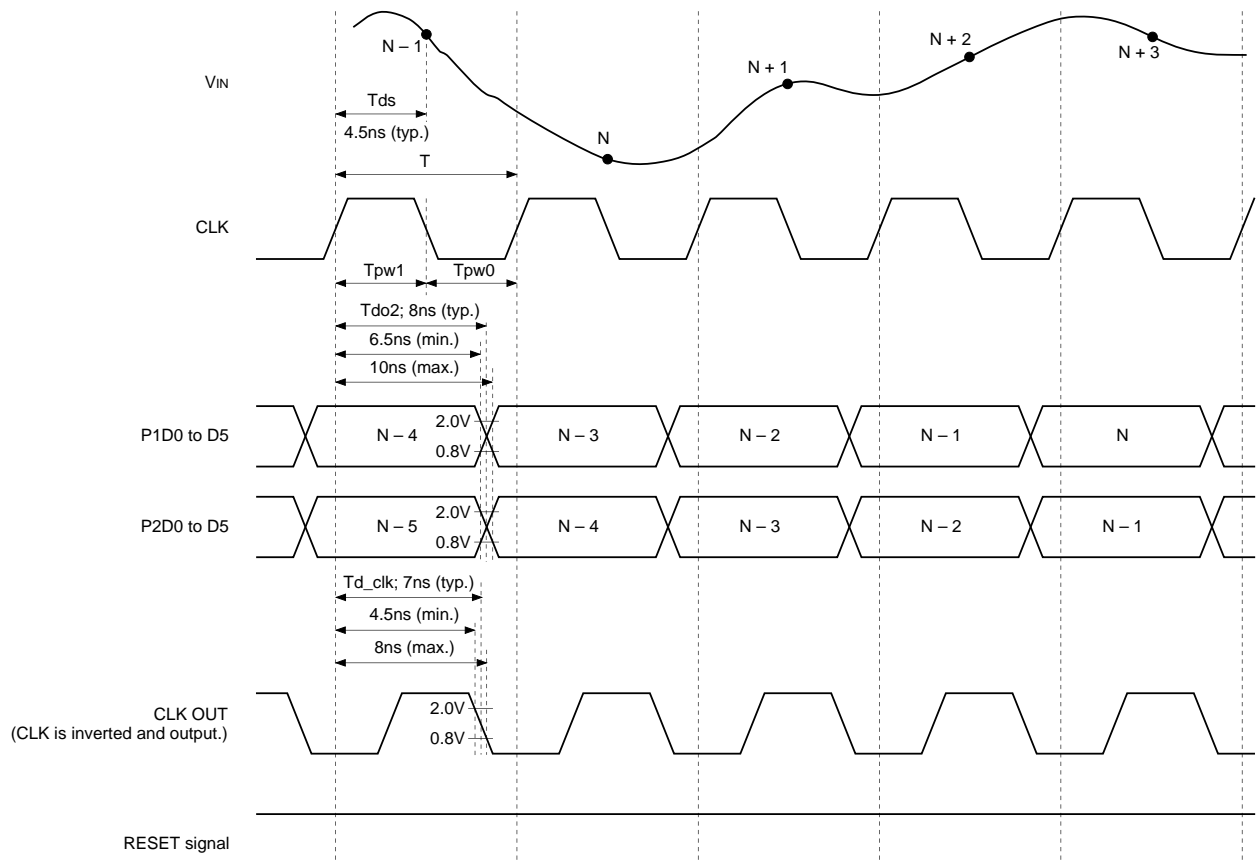 N – 1
N + 2
N + 3
N + 1
VIN
Tds
4.5ns (typ.)
N
T
CLK
Tpw1
Tpw0
Tdo2; 8ns (typ.)
6.5ns (min.)
10ns (max.)
P1D0 to D5
N – 4
2.0V
0.8V
N – 3
N – 2
N – 1
N
P2D0 to D5
N – 5
2.0V
0.8V
N – 4
N – 3
N – 2
N – 1
Td_clk; 7ns (typ.)
4.5ns (min.)
8ns (max.)
CLK OUT
(CLK is inverted and output.)
2.0V
0.8V
RESET signal